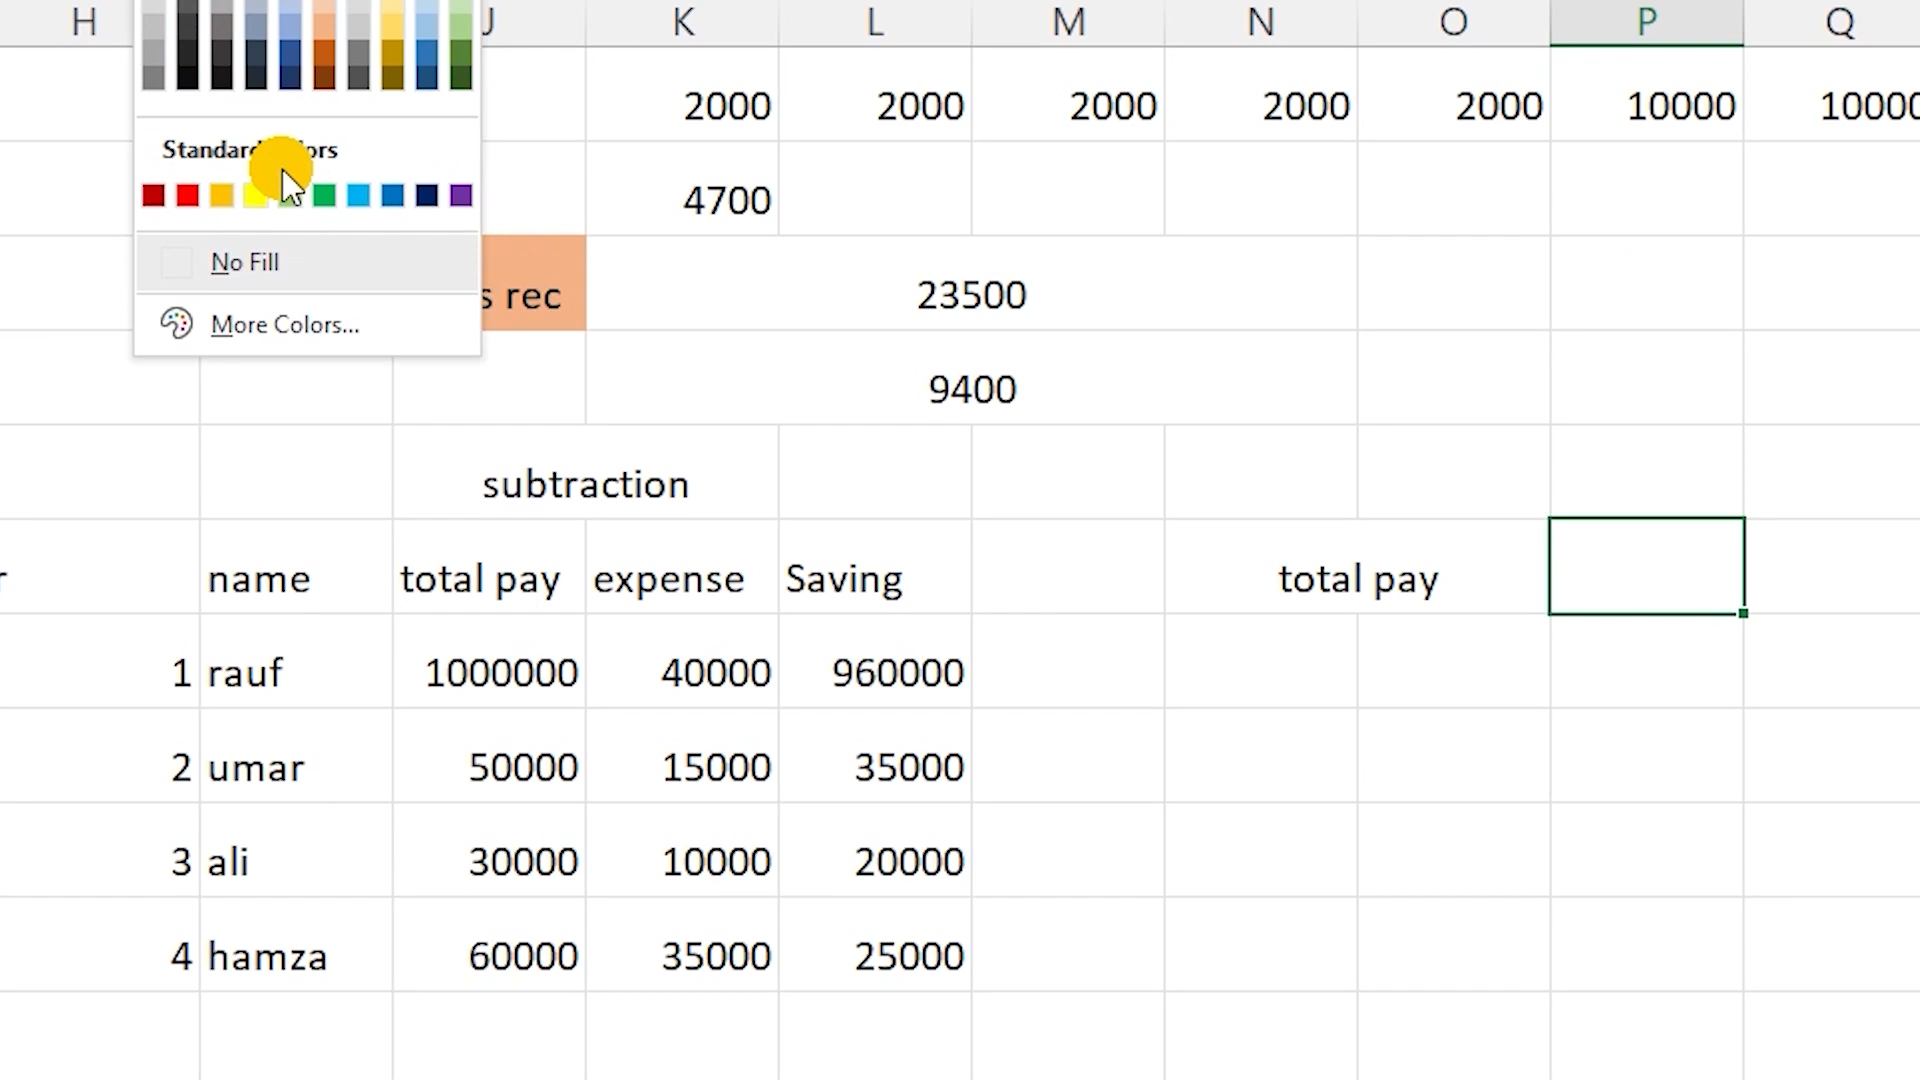 H J K L M N O P Q
2000 2000 2000 2000 2000 10000 10000
Standard Colors
4700
No Fill
s rec 23500
More Colors...
9400
subtraction
r name total pay expense Saving total pay
1 rauf 1000000 40000 960000
2 umar 50000 15000 35000
3 ali 30000 10000 20000
4 hamza 60000 35000 25000